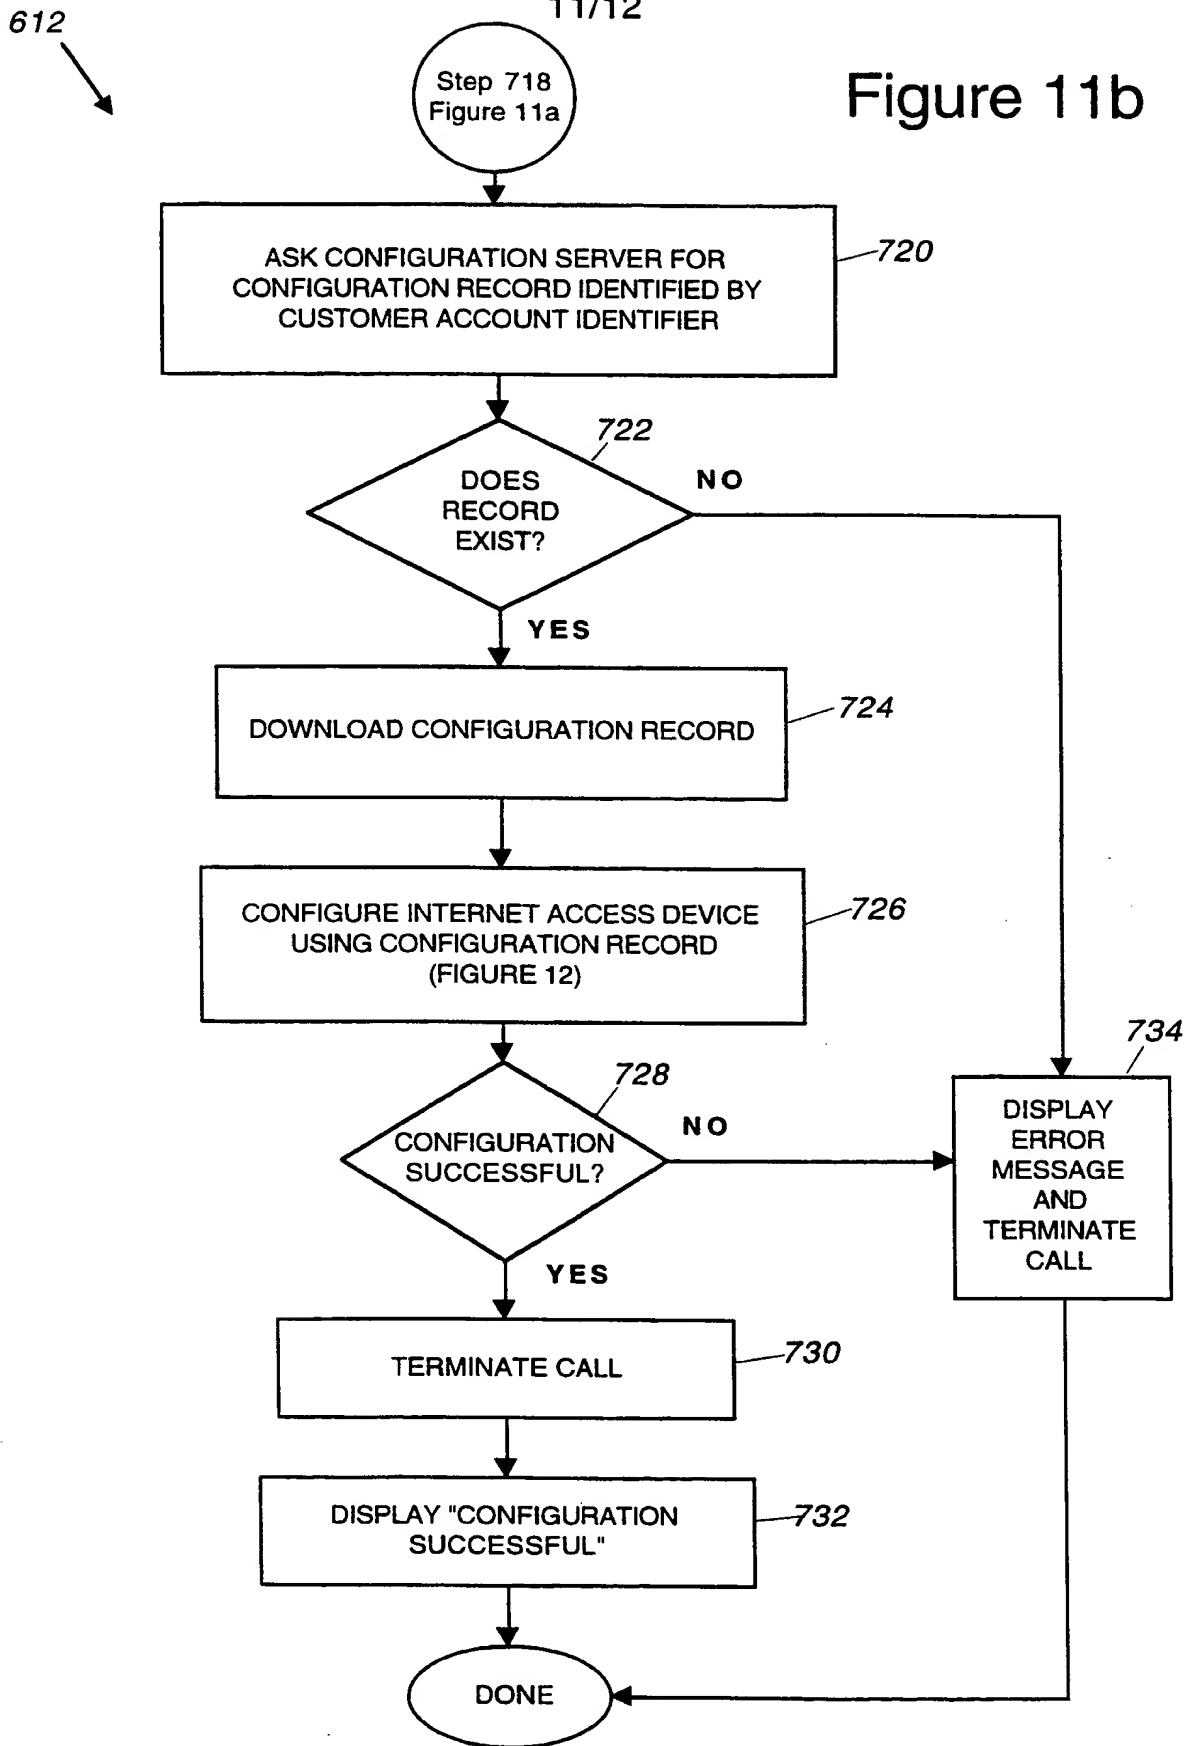 612
11/12
Figure 11b
Step 718
Figure 11a
ASK CONFIGURATION SERVER FOR
CONFIGURATION RECORD IDENTIFIED BY
CUSTOMER ACCOUNT IDENTIFIER
720
722
DOES
RECORD
EXIST?
NO
YES
DOWNLOAD CONFIGURATION RECORD
724
CONFIGURE INTERNET ACCESS DEVICE
USING CONFIGURATION RECORD
(FIGURE 12)
726
728
CONFIGURATION
SUCCESSFUL?
NO
734
DISPLAY
ERROR
MESSAGE
AND
TERMINATE
CALL
YES
TERMINATE CALL
730
DISPLAY "CONFIGURATION
SUCCESSFUL"
732
DONE